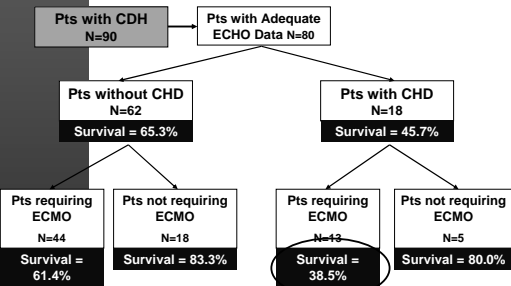 Pts with CDH
N=90
Pts with Adequate
ECHO Data N=80
Pts without CHD
N=62
Survival = 65.3%
Pts with CHD
N=18
Survival = 45.7%
Pts requiring
ECMO
N=44
Survival =
61.4%
Pts not requiring
ECMO
N=18
Survival = 83.3%
Pts requiring
ECMO
N=13
Survival =
38.5%
Pts not requiring
ECMO
N=5
Survival = 80.0%